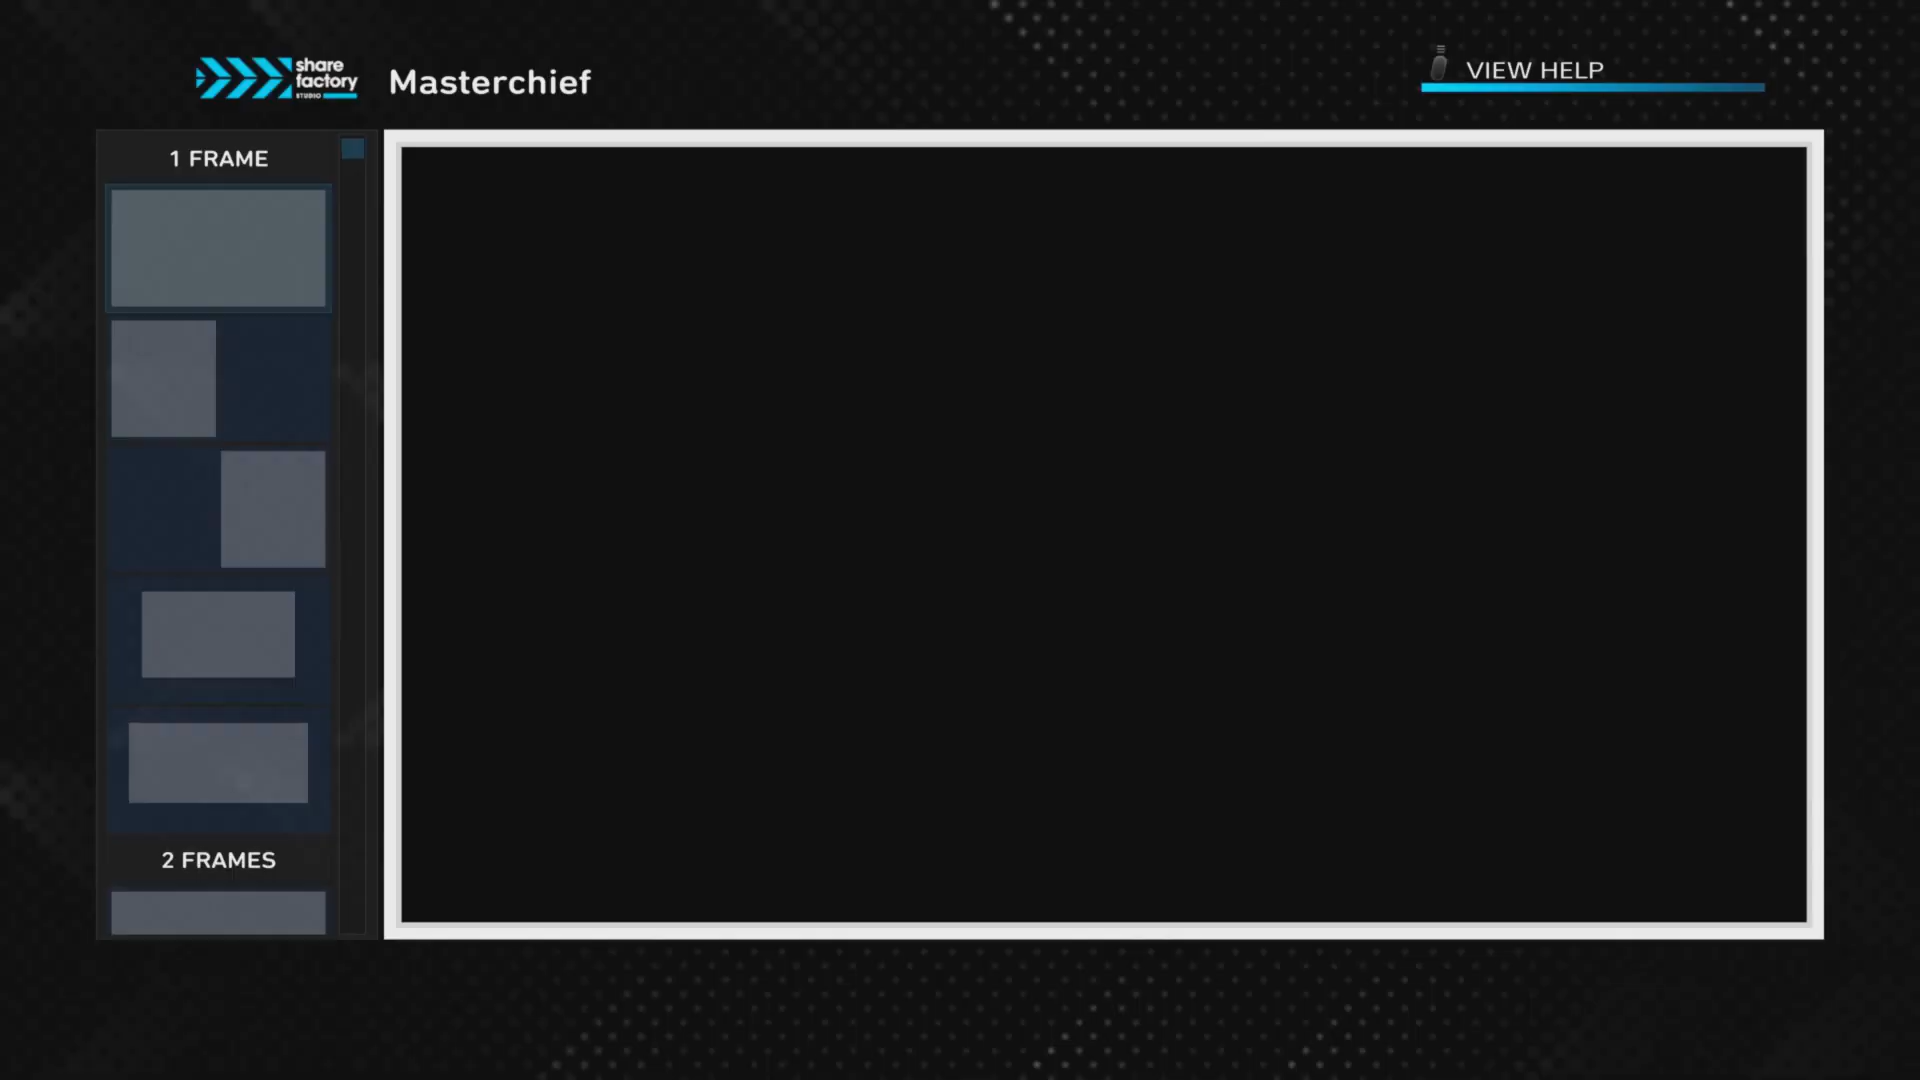 share
factory
STUDIO
Masterchief
VIEW HELP
1 FRAME
2 FRAMES